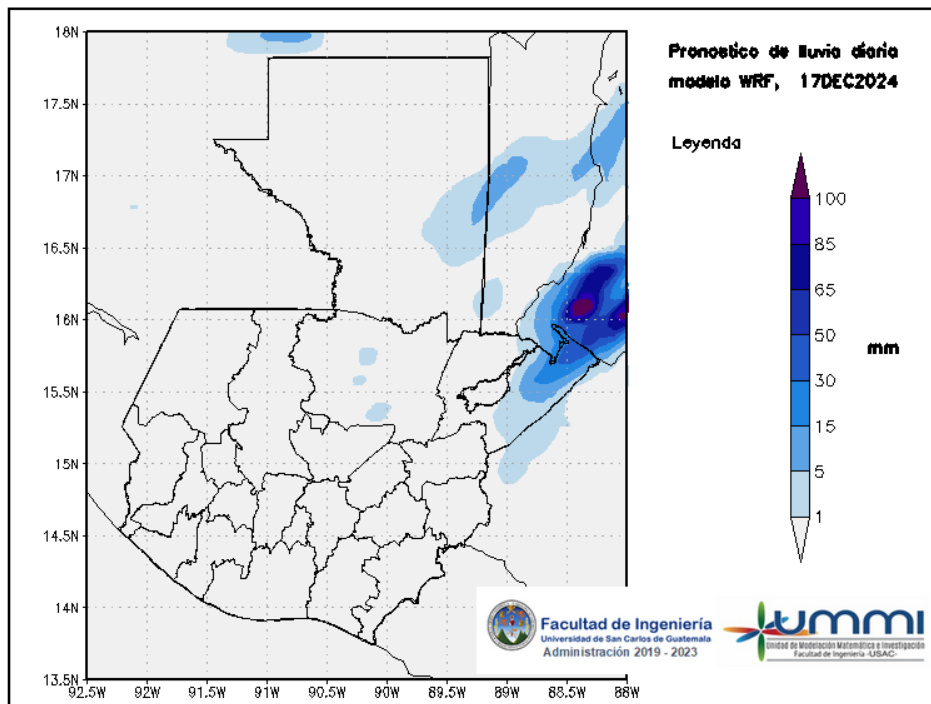 Pronostico de lluvia diaria
modelo WRF, 17DEC2024
Leyenda
100
85
65
50
30
15
5
1
mm
18N
17.5N
17N
16.5N
16N
15.5N
15N
14.5N
14N
13.5N
92.5W
92W
91.5W
91W
90.5W
90W
89.5W
89W
88.5W
88W
Facultad de Ingeniería
Universidad de San Carlos de Guatemala
Administración 2019 - 2023
ummi
Unidad de Modelación Matemática e Investigación
Facultad de Ingeniería -USAC-